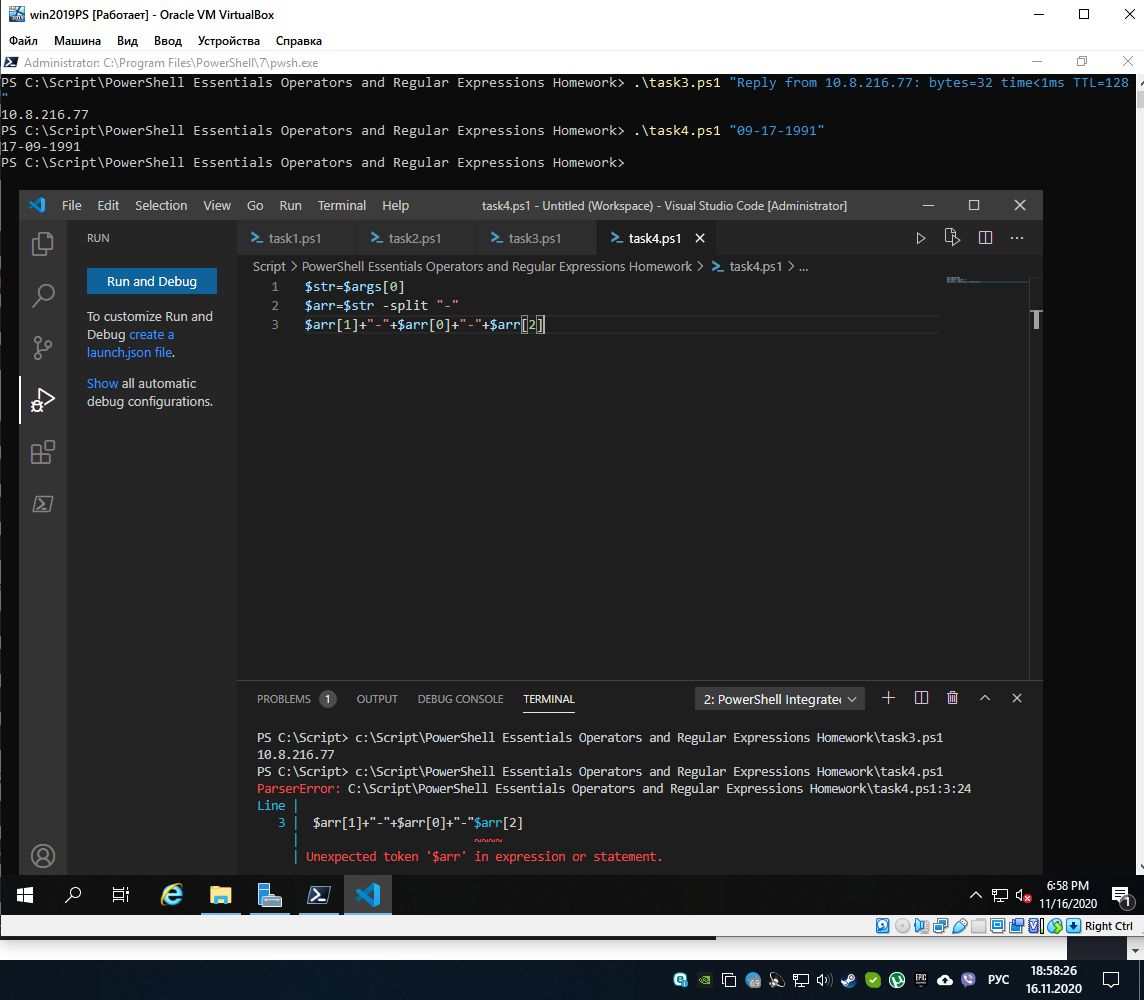 win2019PS [Работает] - Oracle VM VirtualBox
Файл Машина Вид Ввод Устройства Справка
Administrator: C:\Program Files\PowerShell\7\pwsh.exe
PS C:\Script\PowerShell Essentials Operators and Regular Expressions Homework> .\task3.ps1 "Reply from 10.8.216.77: bytes=32 time<1ms TTL=128
"
10.8.216.77
PS C:\Script\PowerShell Essentials Operators and Regular Expressions Homework> .\task4.ps1 "09-17-1991"
17-09-1991
PS C:\Script\PowerShell Essentials Operators and Regular Expressions Homework>
File Edit Selection View Go Run Terminal Help task4.ps1 - Untitled (Workspace) - Visual Studio Code [Administrator]
RUN task1.ps1 task2.ps1 task3.ps1 task4.ps1
Script > PowerShell Essentials Operators and Regular Expressions Homework > task4.ps1 > ...
Run and Debug
To customize Run and
Debug create a
launch.json file.
Show all automatic
debug configurations.
1 $str=$args[0]
2 $arr=$str -split "-"
3 $arr[1]+"-"+$arr[0]+"-"+$arr[2]
PROBLEMS 1 OUTPUT DEBUG CONSOLE TERMINAL 2: PowerShell Integrate
PS C:\Script> c:\Script\PowerShell Essentials Operators and Regular Expressions Homework\task3.ps1
10.8.216.77
PS C:\Script> c:\Script\PowerShell Essentials Operators and Regular Expressions Homework\task4.ps1
ParserError: C:\Script\PowerShell Essentials Operators and Regular Expressions Homework\task4.ps1:3:24
Line |
3 | $arr[1]+"-"+$arr[0]+"-"$arr[2]
| ~~~~
| Unexpected token '$arr' in expression or statement.
6:58 PM
11/16/2020
1
Right Ctrl
РУС
18:58:26
16.11.2020